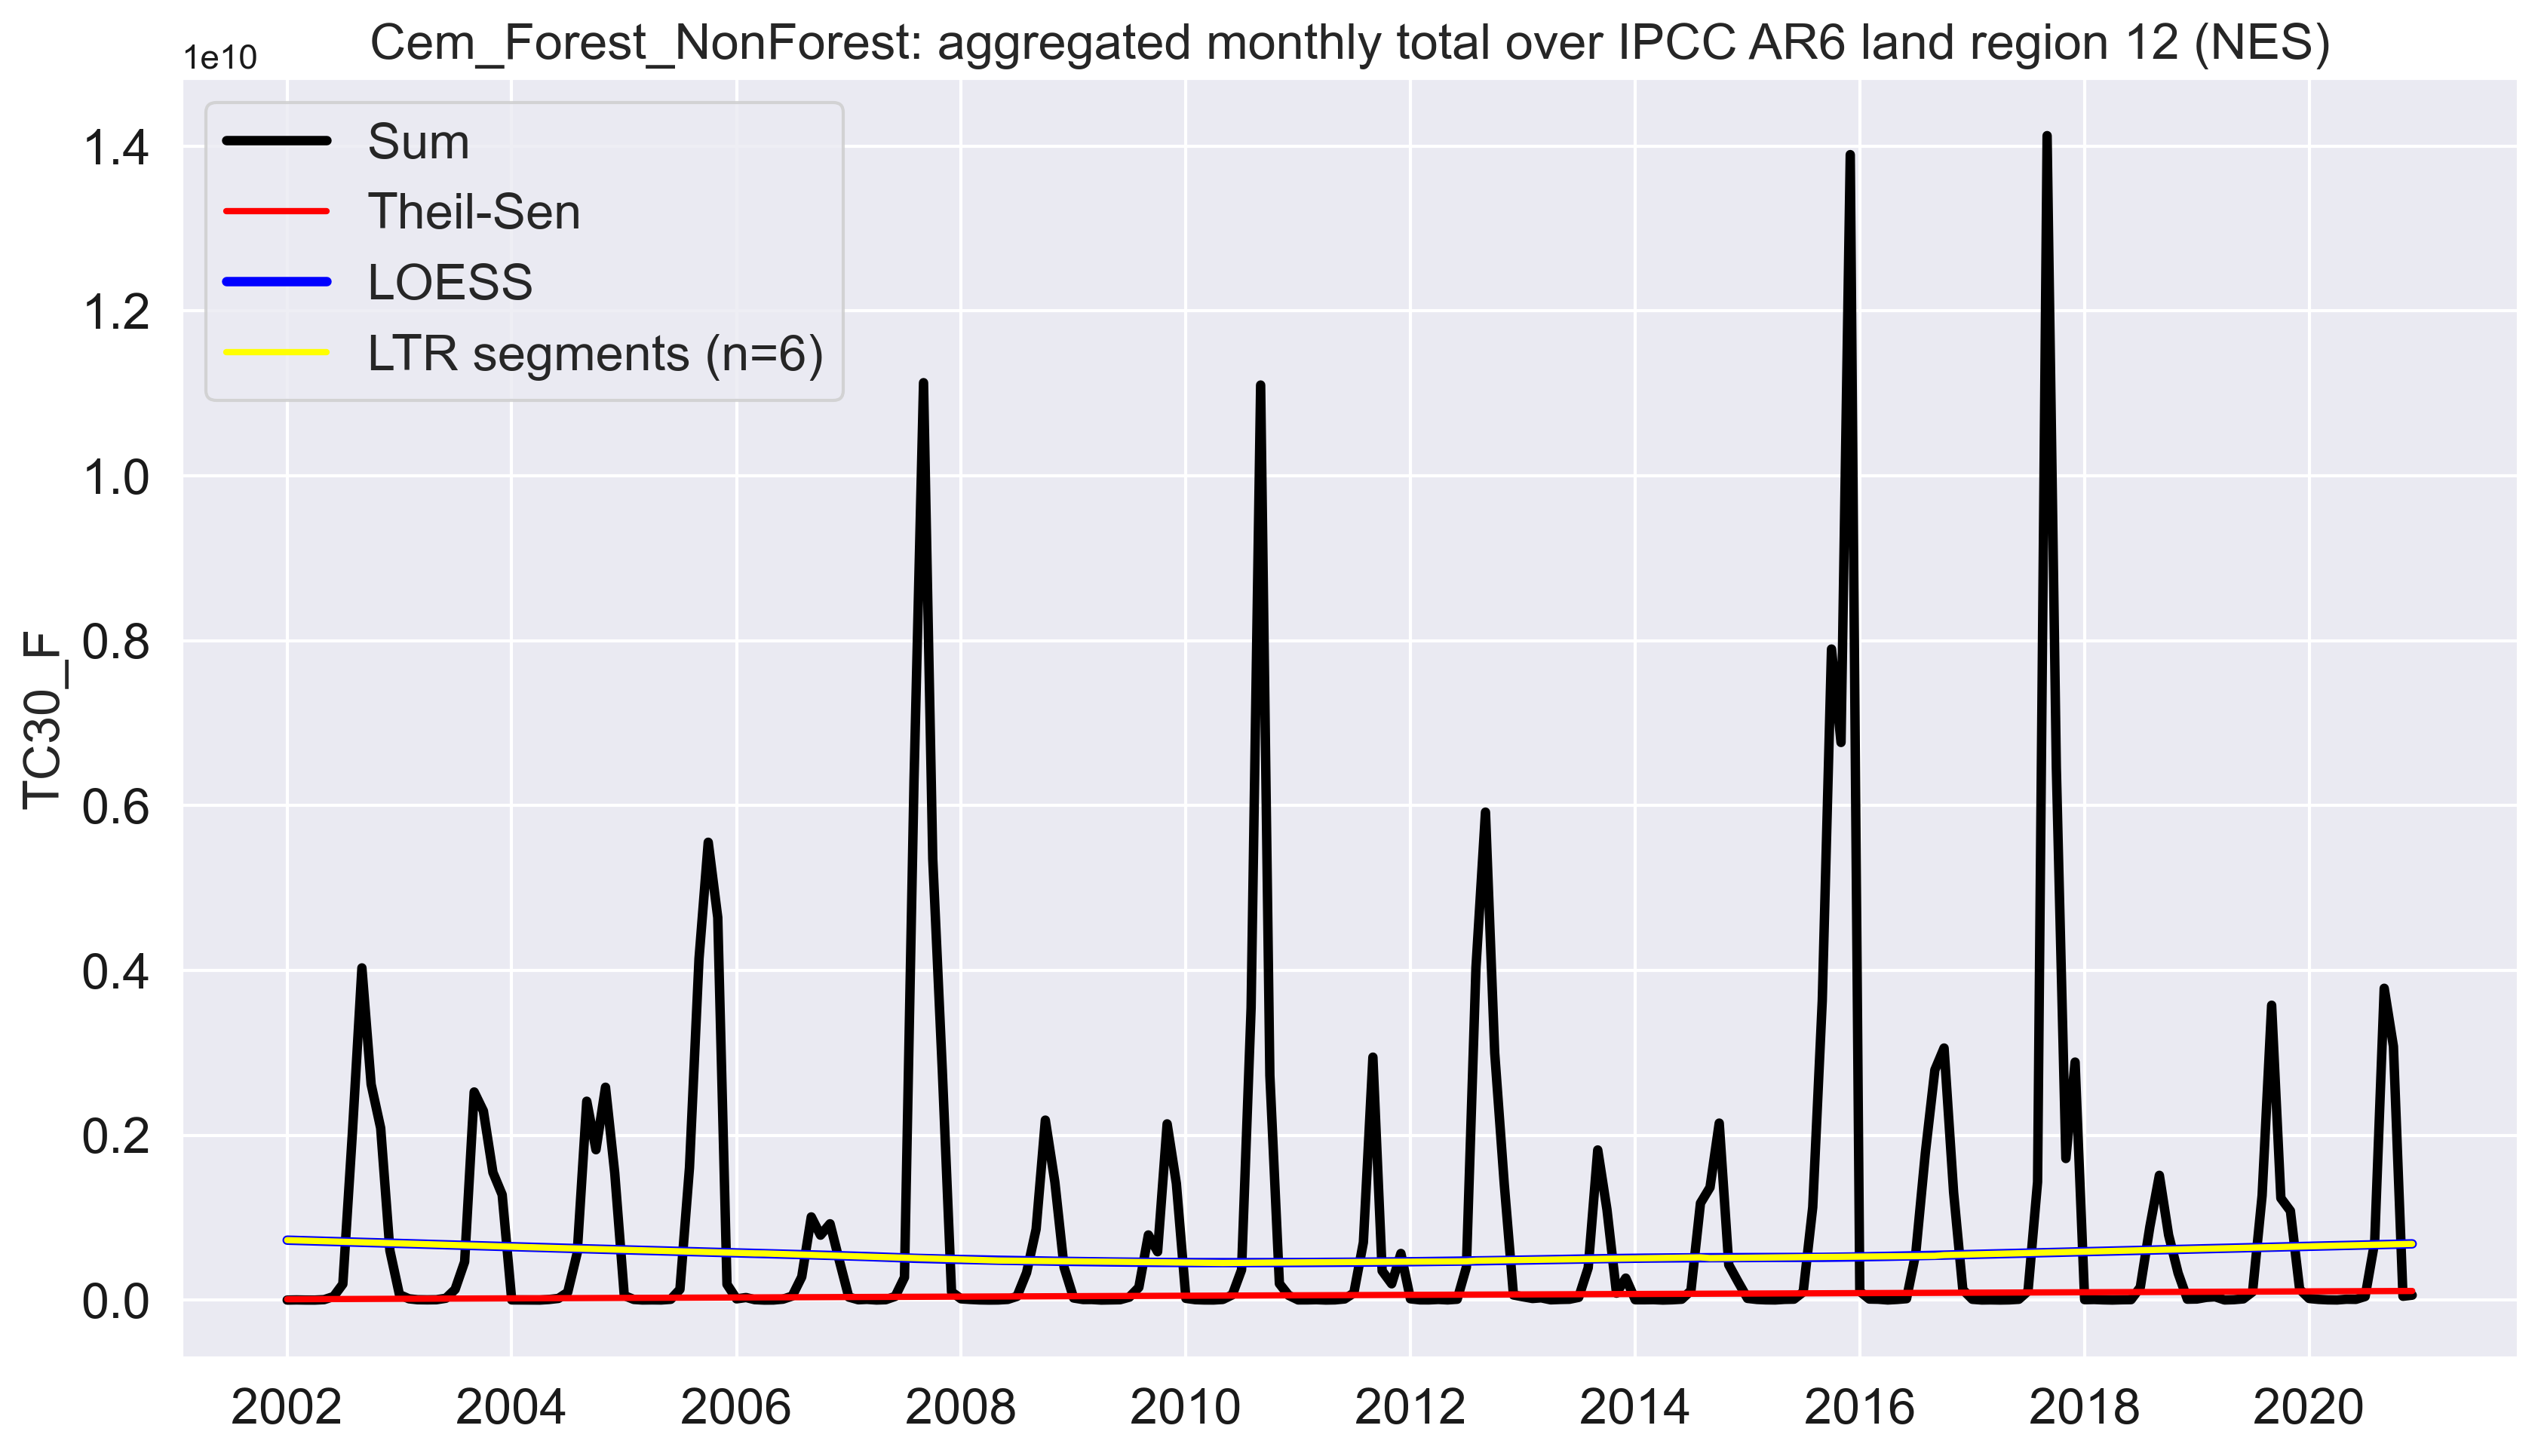 Cem_Forest_NonForest: aggregated monthly total over IPCC AR6 land region 12 (NES)
1e10
Sum
Theil-Sen
LOESS
LTR segments (n=6)
1.4
1.2
1.0
0.8
0.6
0.4
0.2
0.0
TC30_F
2002 2004 2006 2008 2010 2012 2014 2016 2018 2020